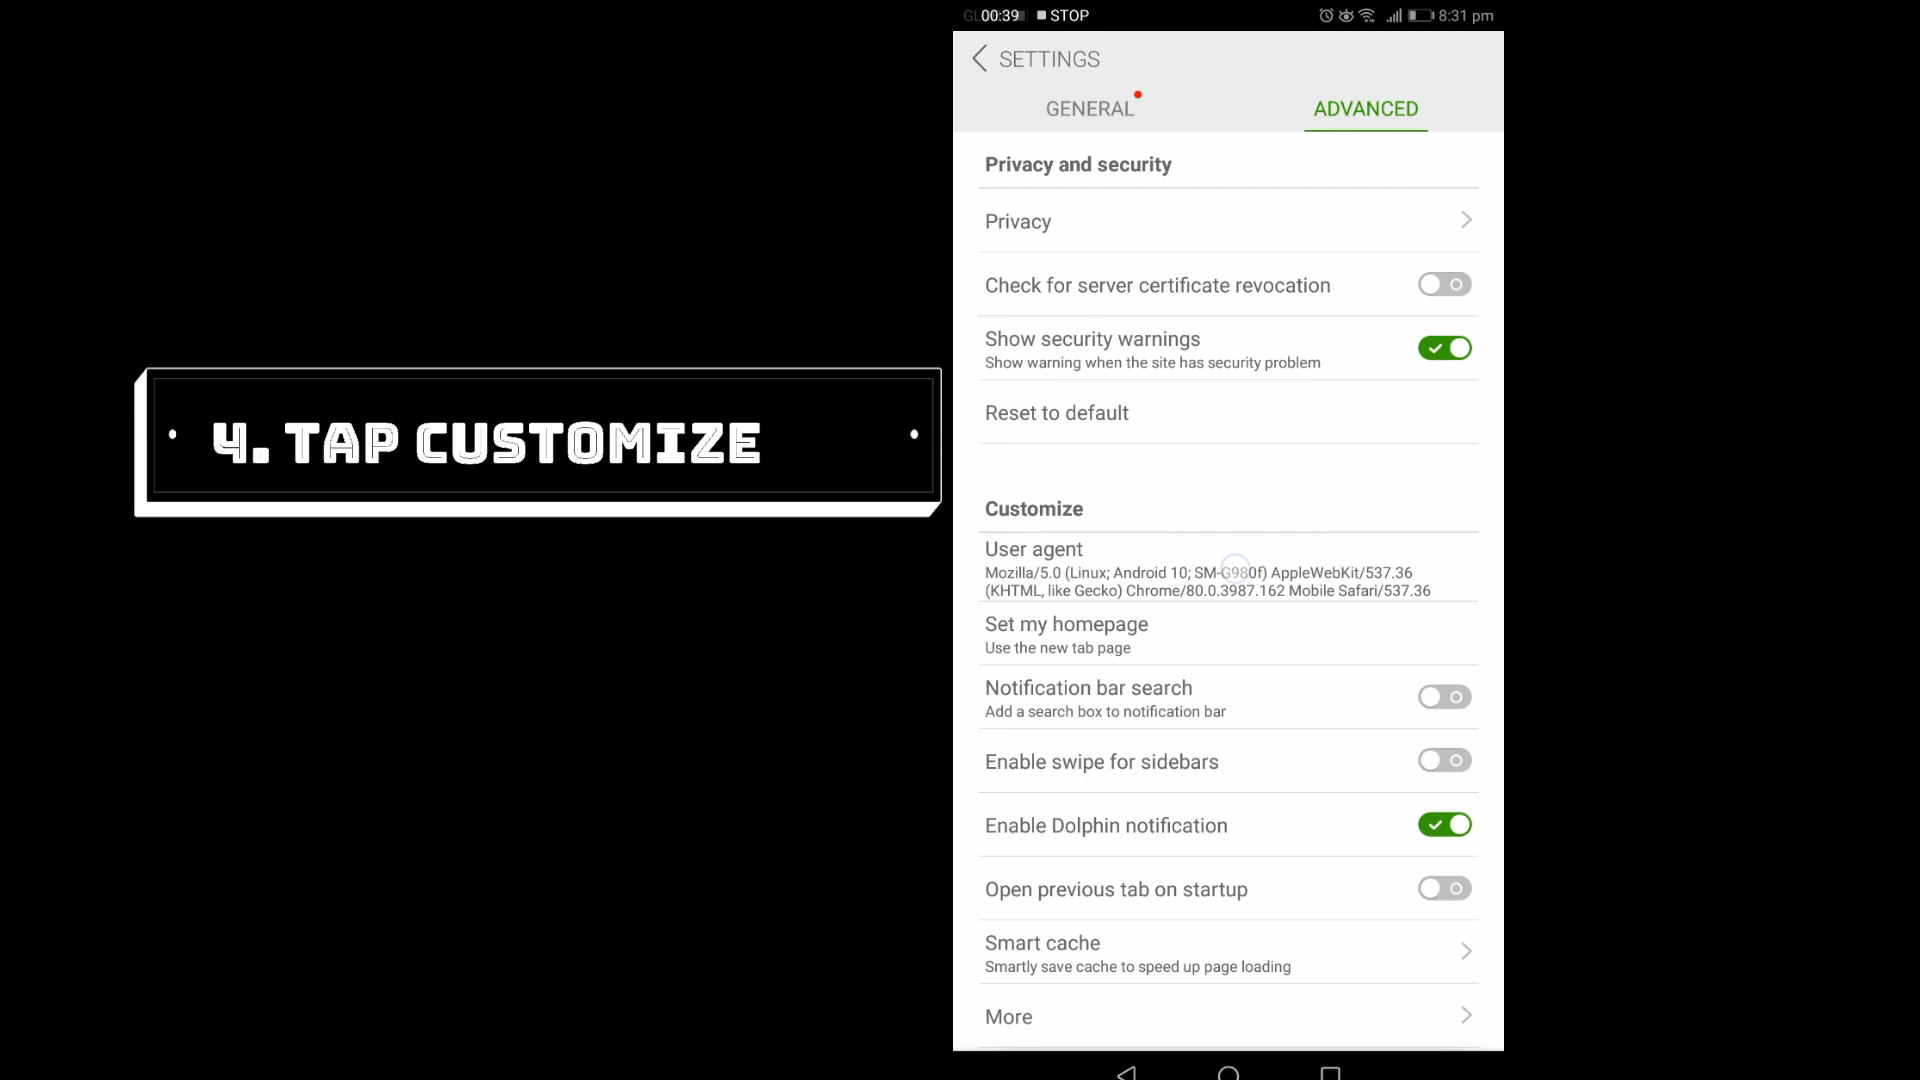 4. TAP CUSTOMIZE
00:39 STOP 8:31 pm
SETTINGS
GENERAL ADVANCED
Privacy and security
Privacy
Check for server certificate revocation
Show security warnings
Show warning when the site has security problem
Reset to default
Customize
User agent
Mozilla/5.0 (Linux; Android 10; SM-G980f) AppleWebKit/537.36
(KHTML, like Gecko) Chrome/80.0.3987.162 Mobile Safari/537.36
Set my homepage
Use the new tab page
Notification bar search
Add a search box to notification bar
Enable swipe for sidebars
Enable Dolphin notification
Open previous tab on startup
Smart cache
Smartly save cache to speed up page loading
More